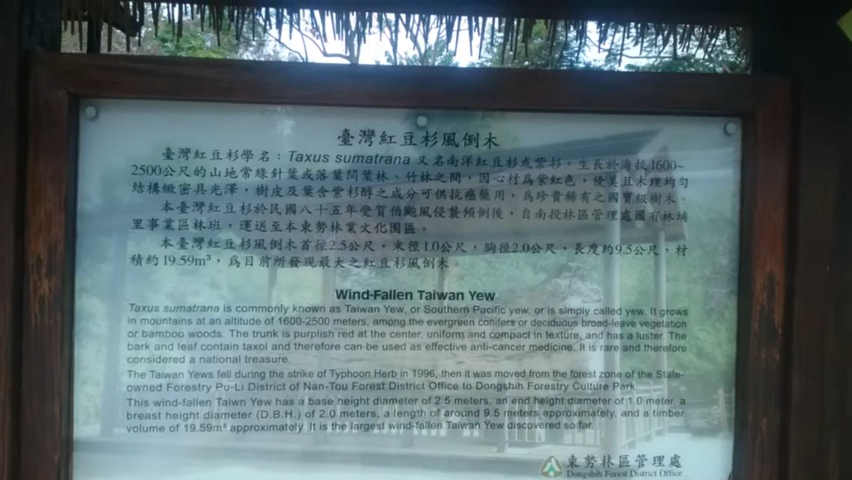 臺灣紅豆杉風倒木
臺灣紅豆杉學名：Taxus sumatrana 又名南洋紅豆杉或紫杉，生長於海拔1600~
2500公尺的山地常綠針葉或落葉闊葉林、竹林之間，因心材為紫紅色，優美且木理均勻
結構緻密具光澤，樹皮及葉含紫杉醇之成分可供抗癌藥用，為珍貴稀有之國寶級樹木。
本臺灣紅豆杉於民國八十五年受賀伯颱風侵襲傾倒後，自南投林區管理處國有林埔
里事業區林班，運送至本東勢林業文化園區。
本臺灣紅豆杉風倒木首徑2.5公尺，末徑1.0公尺，胸徑2.0公尺、長度約9.5公尺，材
積約19.59m³，為目前所發現最大之紅豆杉風倒木
Wind-Fallen Taiwan Yew
Taxus sumatrana is commonly known as Taiwan Yew, or Southern Pacific yew, or is simply called yew. It grows
in mountains at an altitude of 1600-2500 meters, among the evergreen conifers or deciduous broad-leave vegetation
or bamboo woods. The trunk is purplish red at the center, uniform and compact in texture, and has a luster. The
bark and leaf contain taxol and therefore can be used as effective anti-cancer medicine. It is rare and therefore
considered a national treasure.
The Taiwan Yews fell during the strike of Typhoon Herb in 1996, then it was moved from the forest zone of the State-
owned Forestry Pu-Li District of Nan-Tou Forest District Office to Dongshih Forestry Culture Park.
This wind-fallen Taiwn Yew has a base height diameter of 2.5 meters, an end height diameter of 1.0 meter, a
breast height diameter (D.B.H.) of 2.0 meters, a length of around 9.5 meters approximately, and a timber
volume of 19.59m³ approximately. It is the largest wind-fallen Taiwan Yew discovered so far.
東勢林區管理處
Dongshih Forest District Office